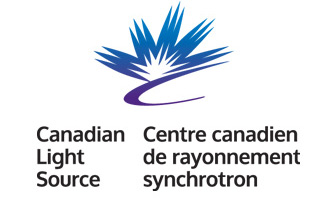 Canadian
Light
Source
Centre canadien
de rayonnement
synchrotron